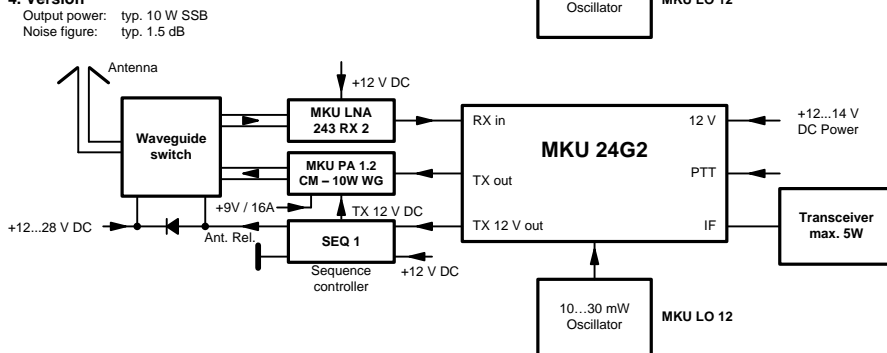 4. Version
Output power: typ. 10 W SSB
Noise figure: typ. 1.5 dB
Oscillator
MKU LO 12
Antenna
+12 V DC
Waveguide
switch
MKU LNA
243 RX 2
MKU PA 1.2
CM – 10W WG
+9V / 16A
TX 12 V DC
+12...28 V DC
Ant. Rel.
SEQ 1
Sequence
controller
+12 V DC
RX in
12 V
MKU 24G2
TX out
PTT
TX 12 V out
IF
+12...14 V
DC Power
Transceiver
max. 5W
10…30 mW
Oscillator
MKU LO 12